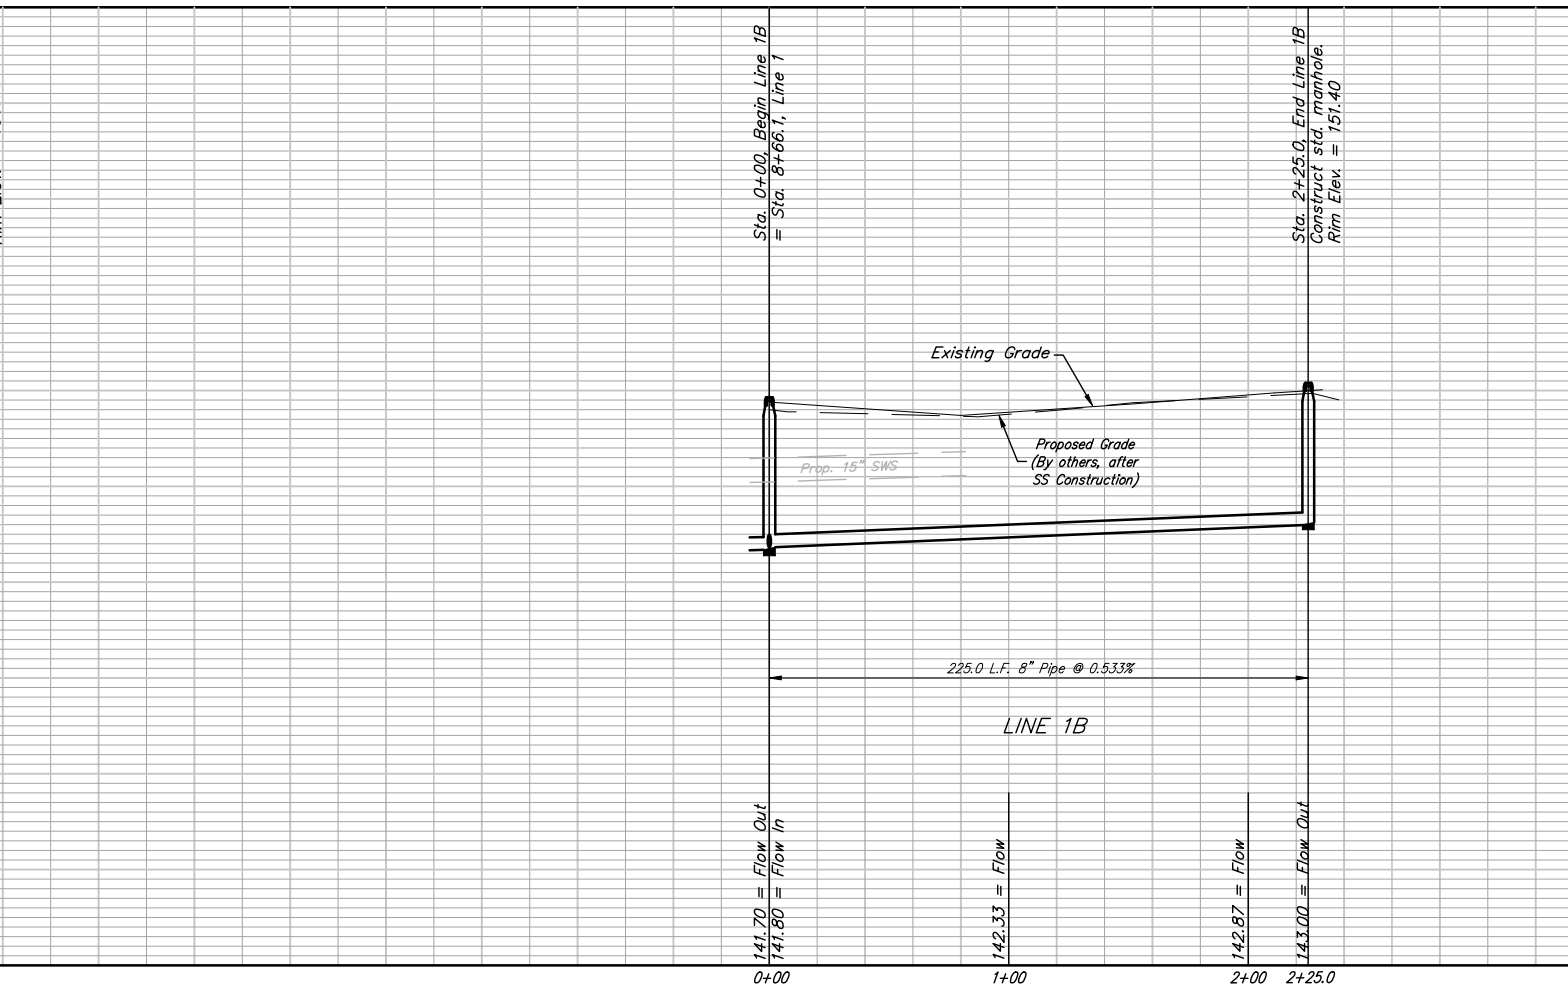 Sta. 0+00, Begin Line 1B
= Sta. 8+66.1, Line 1
Sta. 2+25.0, End Line 1B
Construct std. manhole.
Rim Elev. = 151.40
Existing Grade
Proposed Grade
(By others, after
SS Construction)
Prop. 15" SWS
225.0 L.F. 8" Pipe @ 0.533%
LINE 1B
141.70 = Flow Out
141.80 = Flow In
142.33 = Flow
142.87 = Flow
143.00 = Flow Out
0+00
1+00
2+00
2+25.0